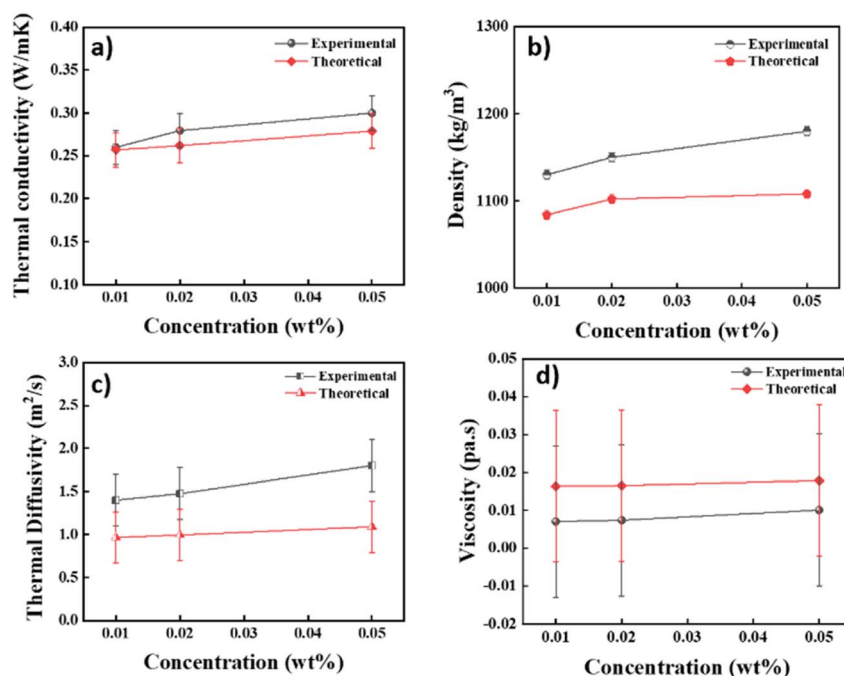 a)
Experimental
Theoretical
0.40
0.35
0.30
0.25
0.20
0.15
0.10
Thermal conductivity (W/mK)
0.01 0.02 0.03 0.04 0.05
Concentration (wt%)
b)
Experimental
Theoretical
1300
1200
1100
1000
Density (kg/m³)
0.01 0.02 0.03 0.04 0.05
Concentration (wt%)
c)
Experimental
Theoretical
3.0
2.5
2.0
1.5
1.0
0.5
0.0
Thermal Diffusivity (m²/s)
0.01 0.02 0.03 0.04 0.05
Concentration (wt%)
d)
Experimental
Theoretical
0.05
0.04
0.03
0.02
0.01
0.00
-0.01
-0.02
Viscosity (pa.s)
0.01 0.02 0.03 0.04 0.05
Concentration (wt%)